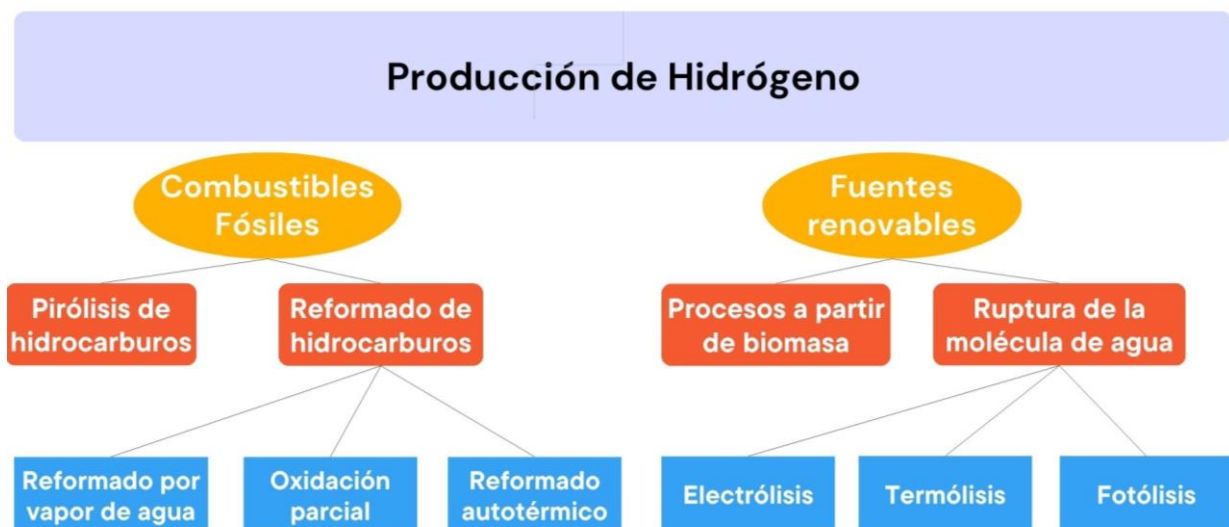 Producción de Hidrógeno
Combustibles
Fósiles
Fuentes
renovables
Pirólisis de
hidrocarburos
Reformado de
hidrocarburos
Procesos a partir
de biomasa
Ruptura de la
molécula de agua
Reformado por
vapor de agua
Oxidación
parcial
Reformado
autotérmico
Electrólisis
Termólisis
Fotólisis